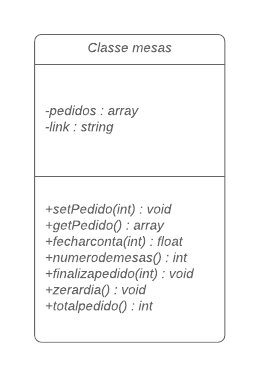 Classe mesas
-pedidos : array
-link : string
+setPedido(int) : void
+getPedido() : array
+fecharconta(int) : float
+numerodemesas() : int
+finalizapedido(int) : void
+zerardia() : void
+totalpedido() : int